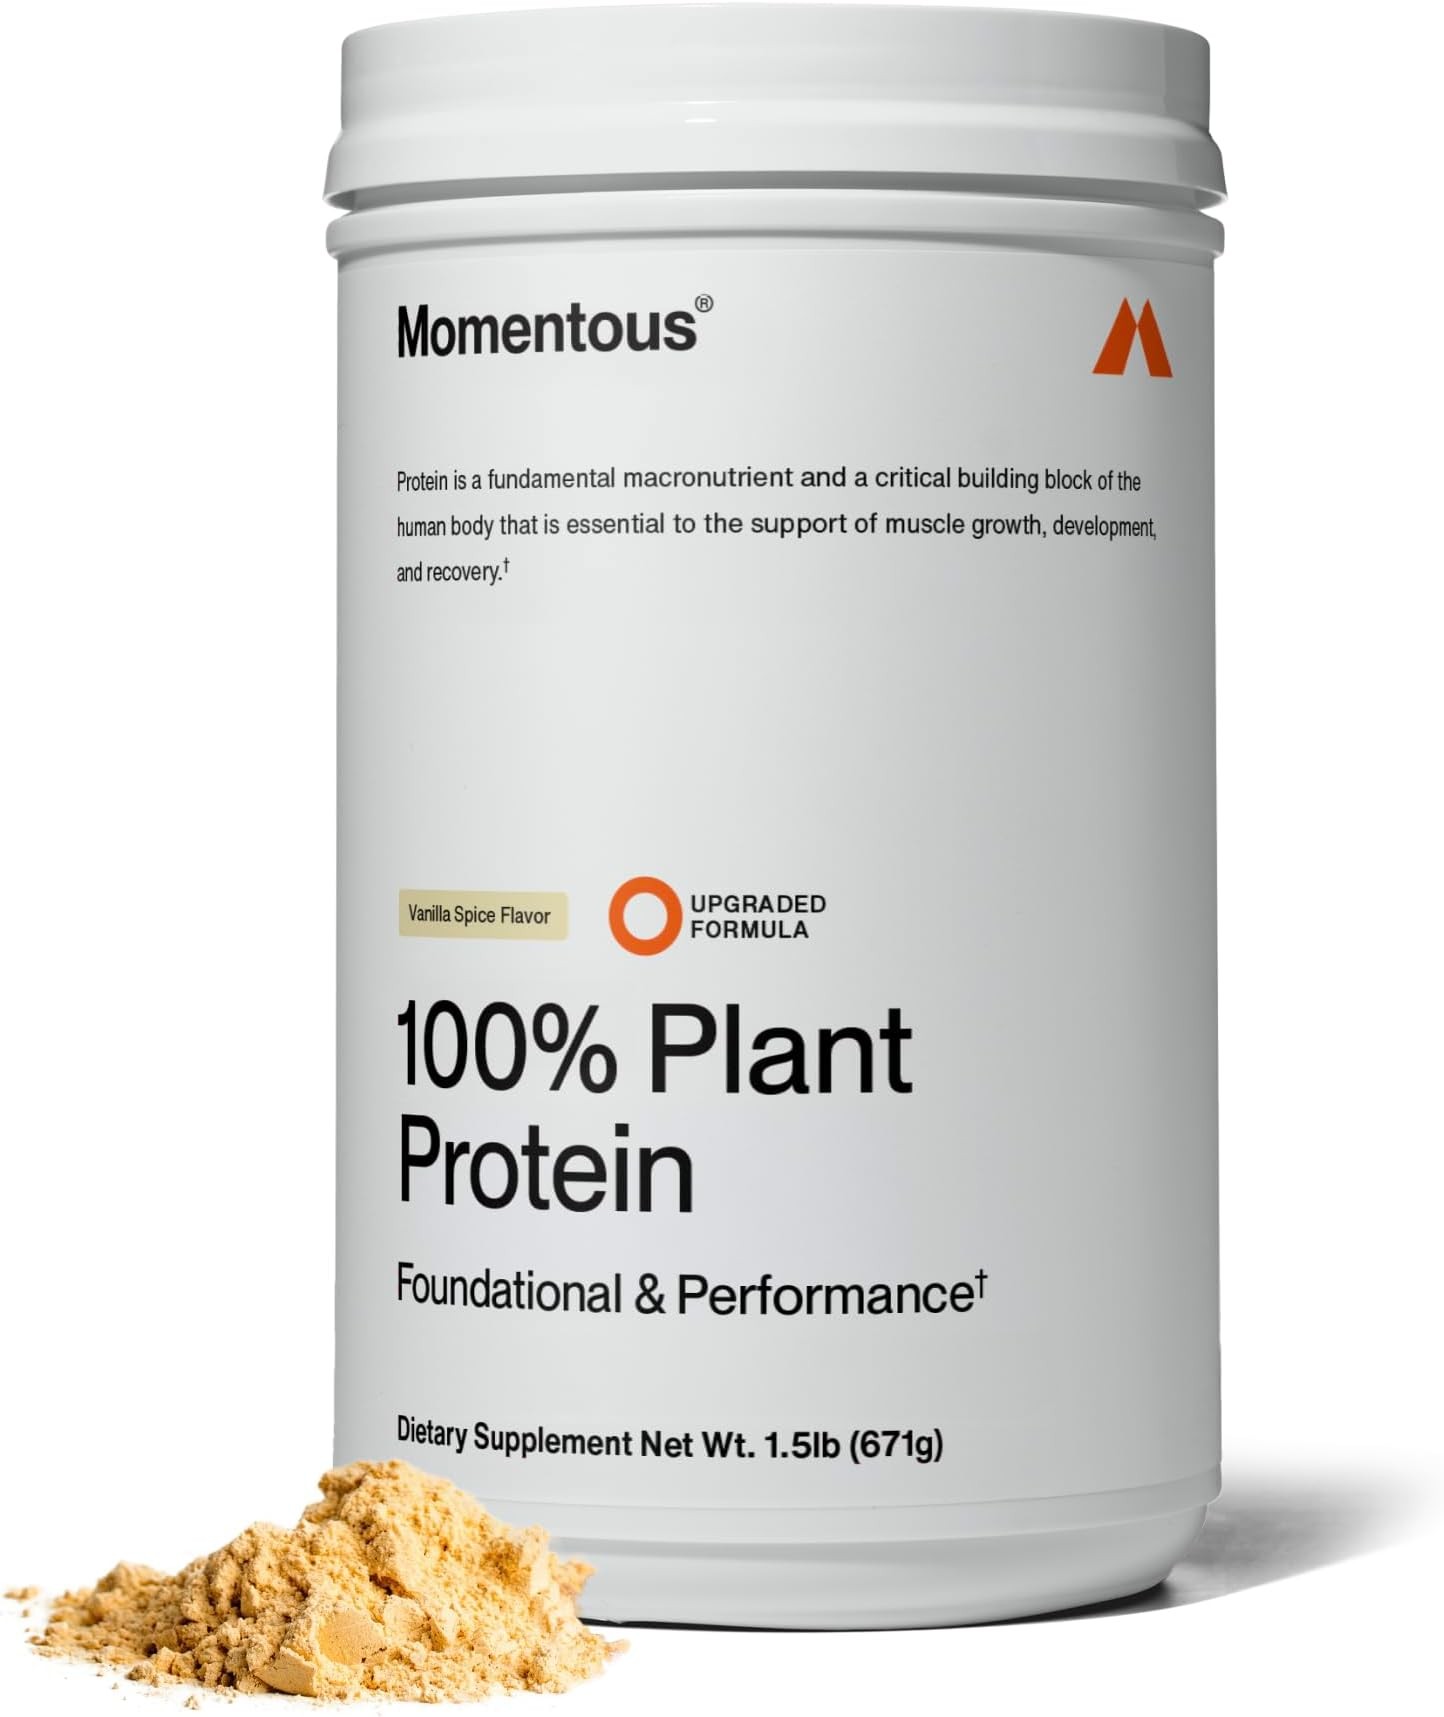 Momentous®
Protein is a fundamental macronutrient and a critical building block of the
human body that is essential to the support of muscle growth, development,
and recovery.†
Vanilla Spice Flavor
UPGRADED
FORMULA
100% Plant
Protein
Foundational & Performance†
Dietary Supplement Net Wt. 1.5lb (671g)